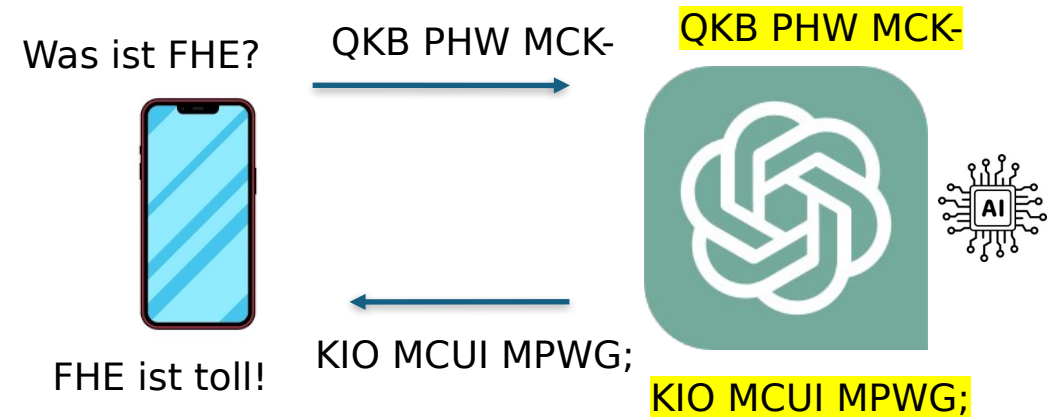 Was ist FHE?
QKB PHW MCK-
QKB PHW MCK-
AI
KIO MCUI MPWG;
FHE ist toll!
KIO MCUI MPWG;